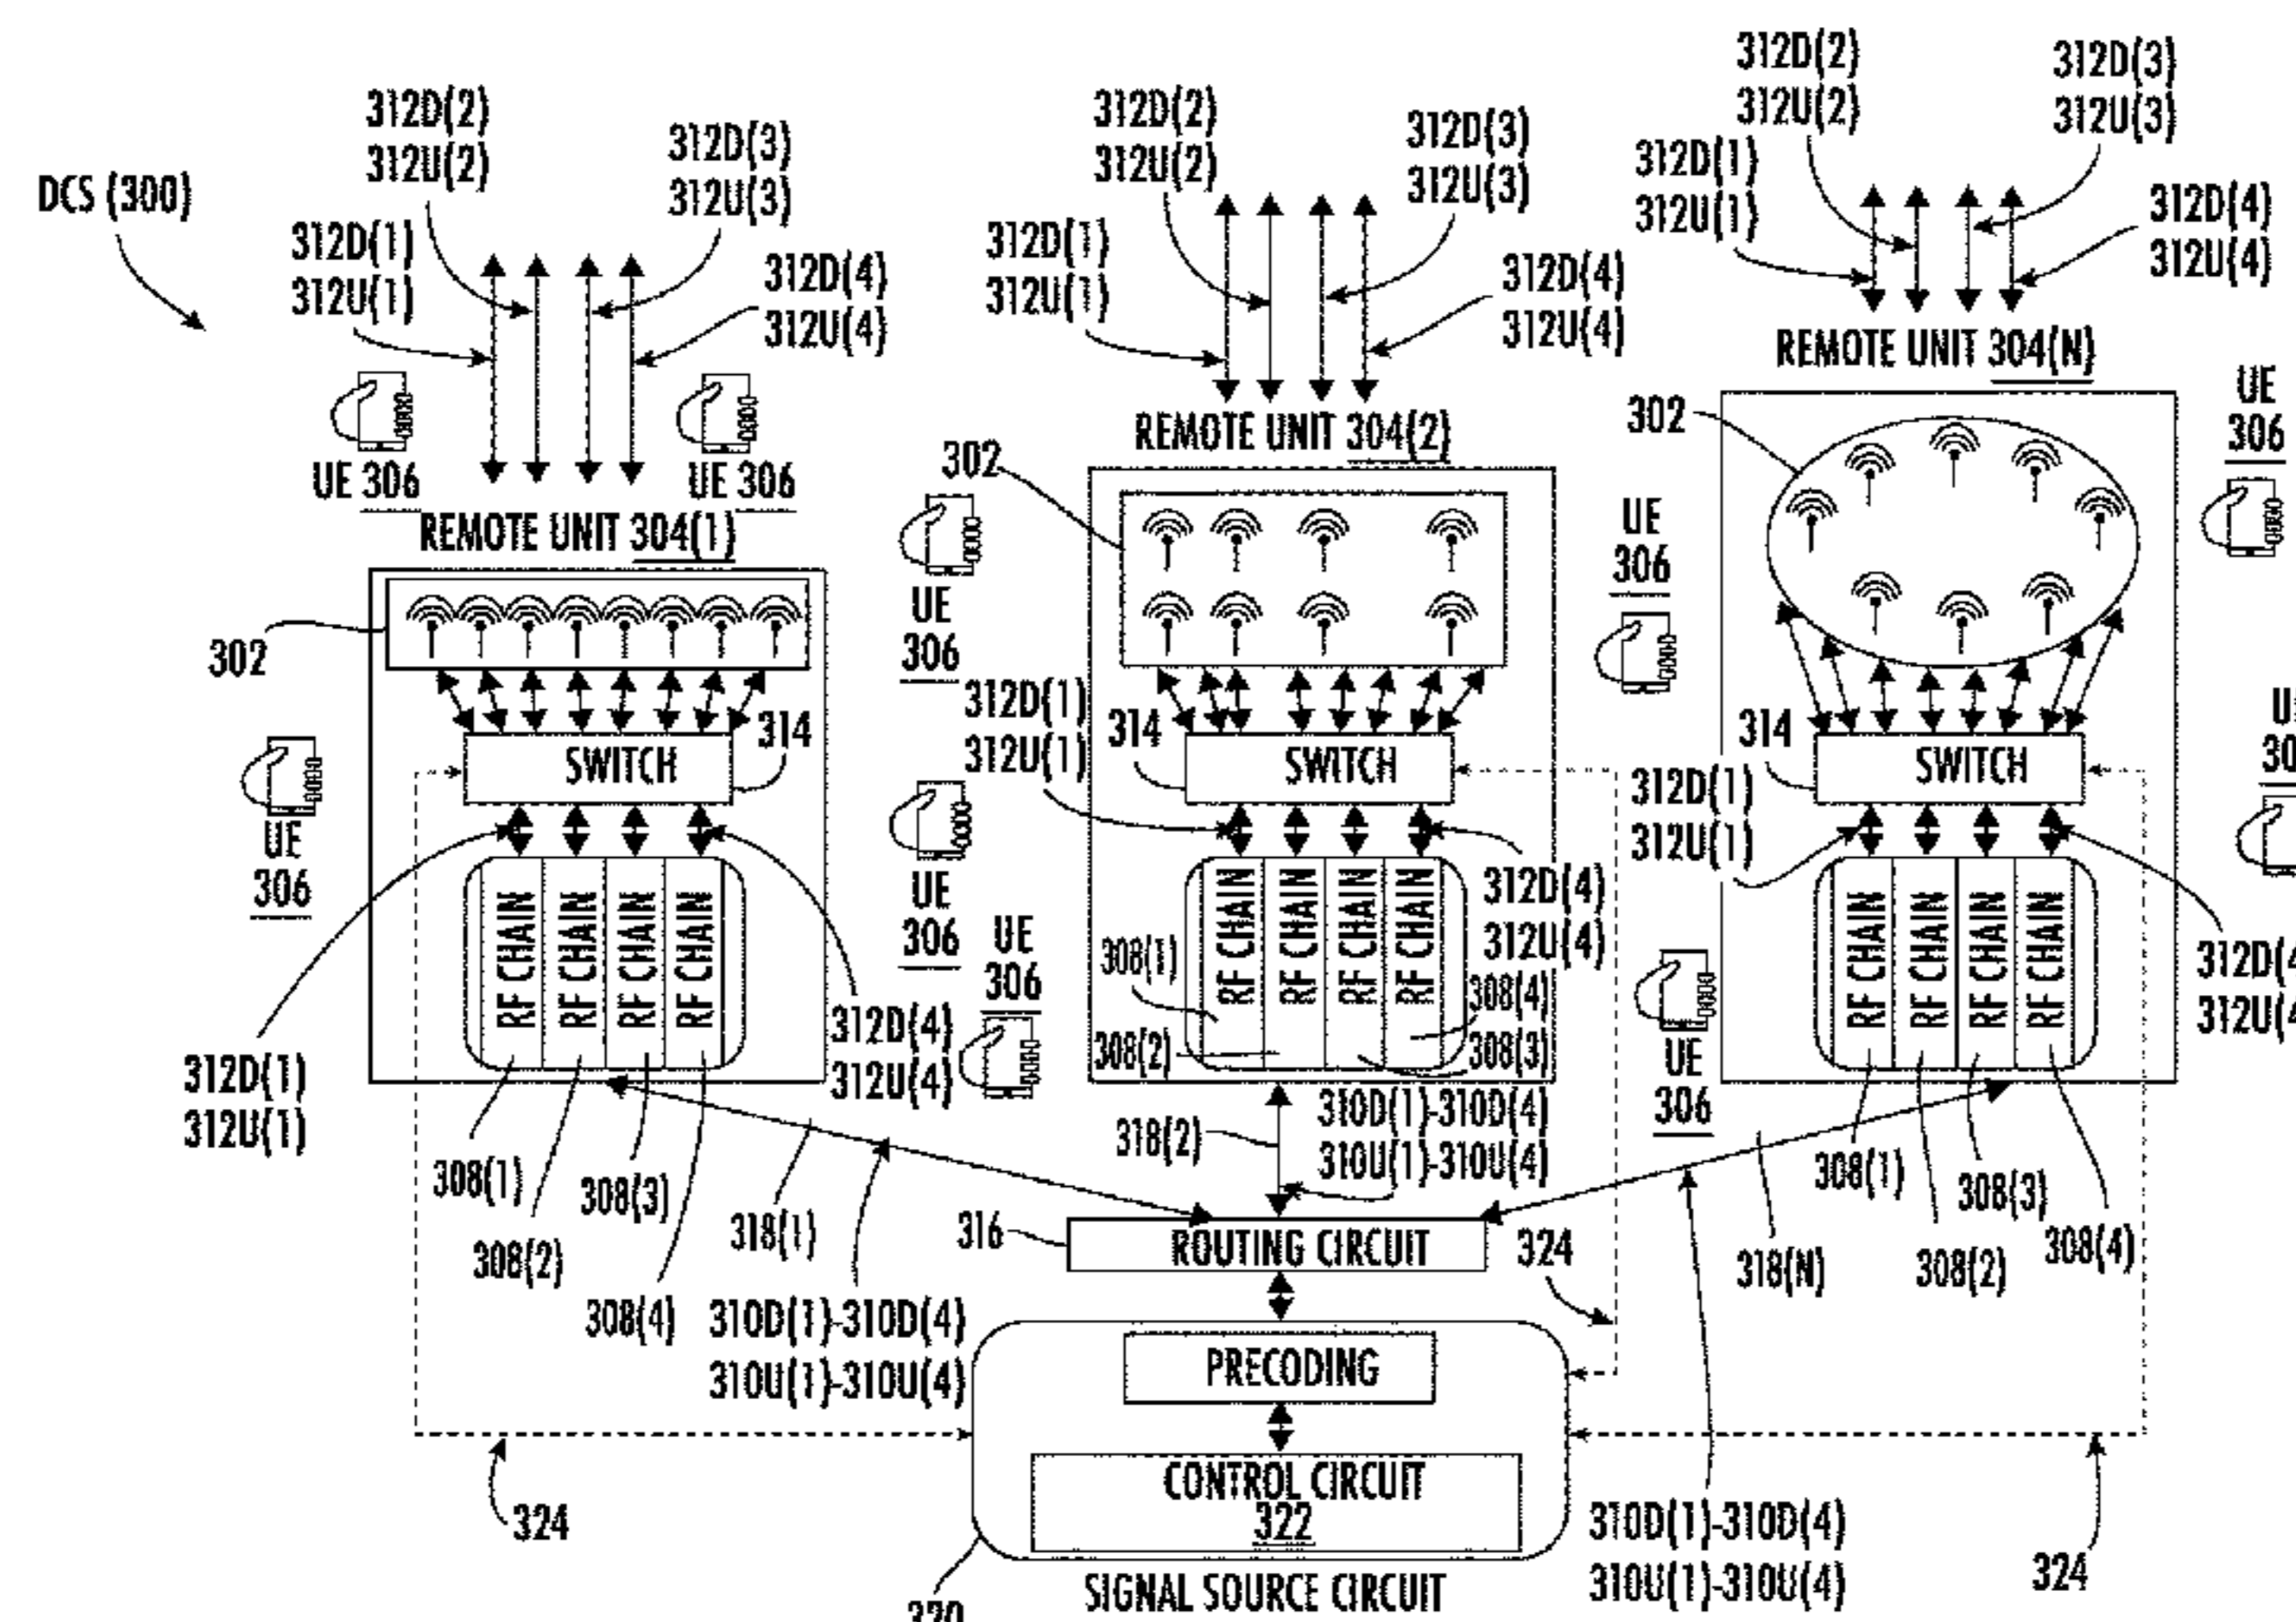 DCS (300)
312D(2)
312U(2)
312D(3)
312U(3)
312D(1)
312U(1)
312D(4)
312U(4)
UE 306
UE 306
REMOTE UNIT 304(1)
302
314
SWITCH
UE
306
RF CHAIN
RF CHAIN
RF CHAIN
RF CHAIN
312D(1)
312U(1)
312D(4)
312U(4)
308(1)
308(2)
308(3)
308(4)
318(1)
310D(1)-310D(4)
310U(1)-310U(4)
324
312D(2)
312U(2)
312D(3)
312U(3)
312D(1)
312U(1)
312D(4)
312U(4)
REMOTE UNIT 304(2)
302
UE
306
312D(1)
312U(1)
314
SWITCH
UE
306
UE
306
RF CHAIN
RF CHAIN
RF CHAIN
RF CHAIN
312D(4)
312U(4)
308(1)
308(2)
308(4)
308(3)
318(2)
310D(1)-310D(4)
310U(1)-310U(4)
316
ROUTING CIRCUIT
324
PRECODING
CONTROL CIRCUIT
322
SIGNAL SOURCE CIRCUIT
312D(2)
312U(2)
312D(3)
312U(3)
312D(1)
312U(1)
312D(4)
312U(4)
REMOTE UNIT 304(N)
302
UE
306
UE
306
314
SWITCH
312D(1)
312U(1)
RF CHAIN
RF CHAIN
RF CHAIN
RF CHAIN
UE
306
308(1)
308(2)
308(3)
308(4)
318(N)
310D(1)-310D(4)
310U(1)-310U(4)
324